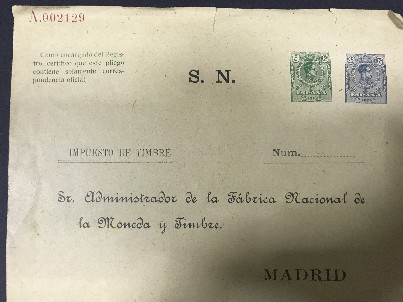 A.002129
Como encargado del Regis-
tro, certifico que este pliego
contiene solamente corres-
pondencia oficial
S. N.
ESPAÑA
IMPUESTO DE TIMBRE
Num.
Sr. Administrador de la Fábrica Nacional de
la Moneda y Timbre.
MADRID